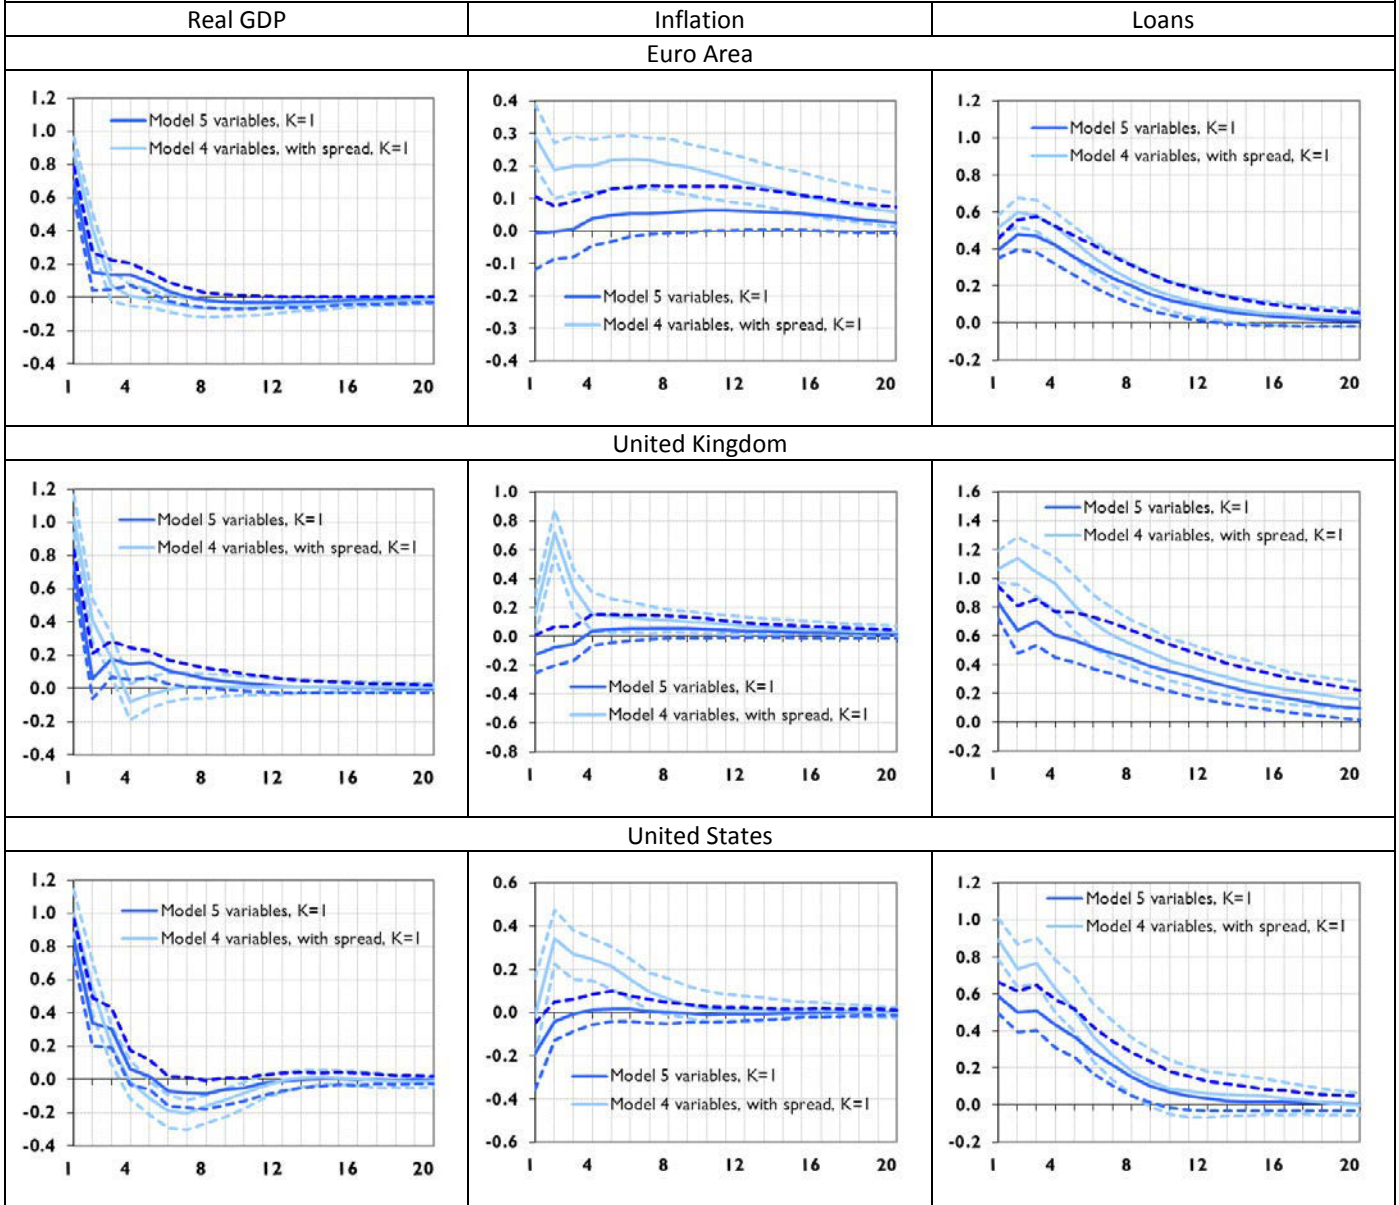 Real GDP
Inflation
Loans
Euro Area
1.2
1.0
0.8
0.6
0.4
0.2
0.0
-0.2
-0.4
Model 5 variables, K=1
Model 4 variables, with spread, K=1
1 4 8 12 16 20
0.4
0.3
0.2
0.1
0.0
-0.1
-0.2
-0.3
-0.4
Model 5 variables, K=1
Model 4 variables, with spread, K=1
1 4 8 12 16 20
1.2
1.0
0.8
0.6
0.4
0.2
0.0
-0.2
Model 5 variables, K=1
Model 4 variables, with spread, K=1
1 4 8 12 16 20
United Kingdom
1.2
1.0
0.8
0.6
0.4
0.2
0.0
-0.2
-0.4
Model 5 variables, K=1
Model 4 variables, with spread, K=1
1 4 8 12 16 20
1.0
0.8
0.6
0.4
0.2
0.0
-0.2
-0.4
-0.6
-0.8
Model 5 variables, K=1
Model 4 variables, with spread, K=1
1 4 8 12 16 20
1.6
1.4
1.2
1.0
0.8
0.6
0.4
0.2
0.0
-0.2
Model 5 variables, K=1
Model 4 variables, with spread, K=1
1 4 8 12 16 20
United States
1.2
1.0
0.8
0.6
0.4
0.2
0.0
-0.2
-0.4
Model 5 variables, K=1
Model 4 variables, with spread, K=1
1 4 8 12 16 20
0.6
0.4
0.2
0.0
-0.2
-0.4
-0.6
Model 5 variables, K=1
Model 4 variables, with spread, K=1
1 4 8 12 16 20
1.2
1.0
0.8
0.6
0.4
0.2
0.0
-0.2
Model 5 variables, K=1
Model 4 variables, with spread, K=1
1 4 8 12 16 20